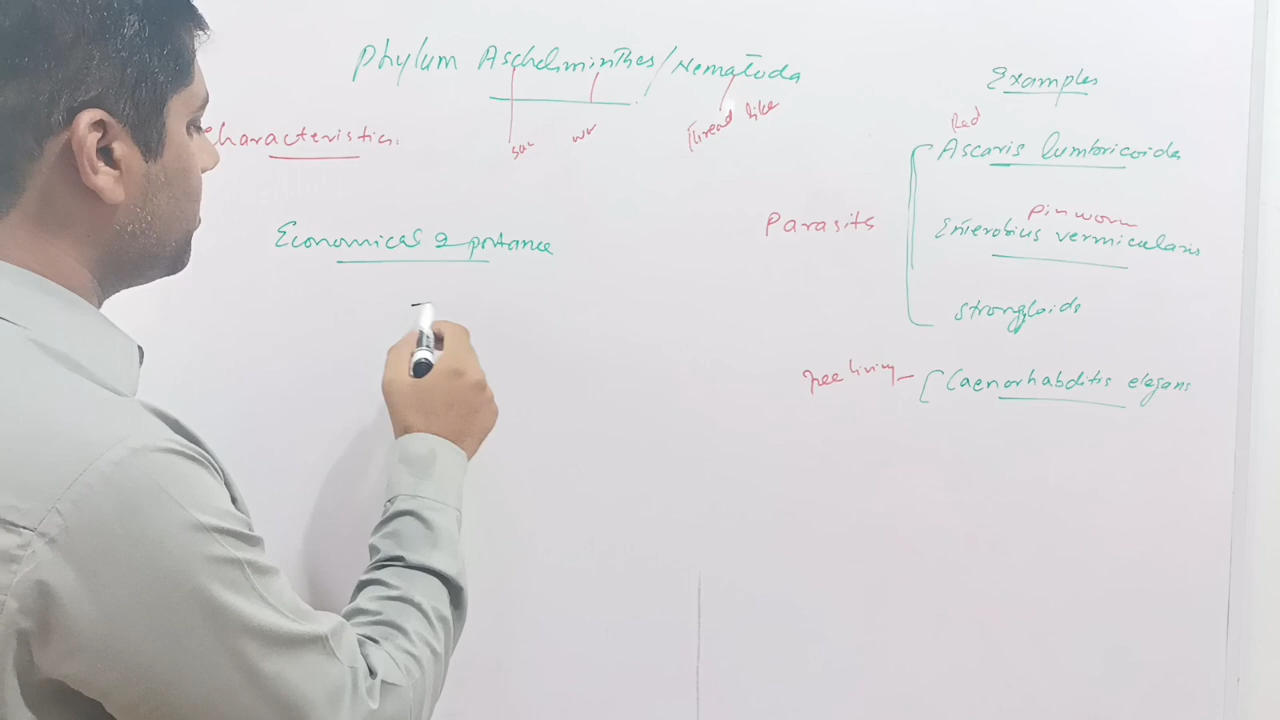 Phylum Aschelminthes/Nematoda
Characteristics.
sac
thread like
Economical Importance
Examples
Ascaris lumbricoida
Parasits
pinworm
Enterobius vermicularis
strongloids
free living
Caenorhabditis elegans